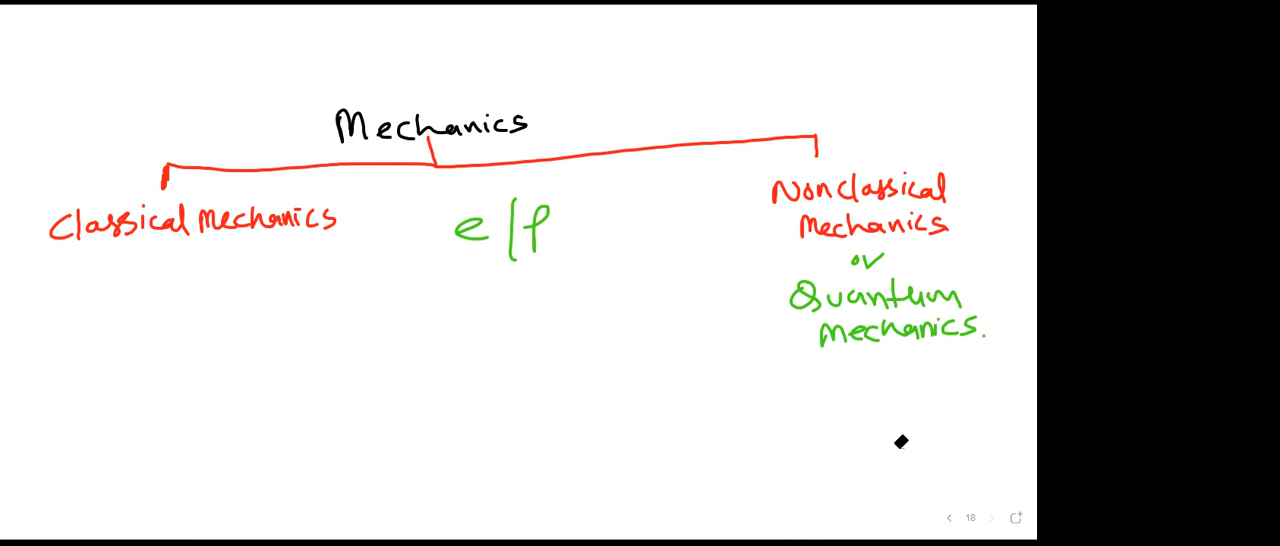 Mechanics
Classical Mechanics
e/p
Nonclassical
Mechanics
or
Quantum
Mechanics.
18